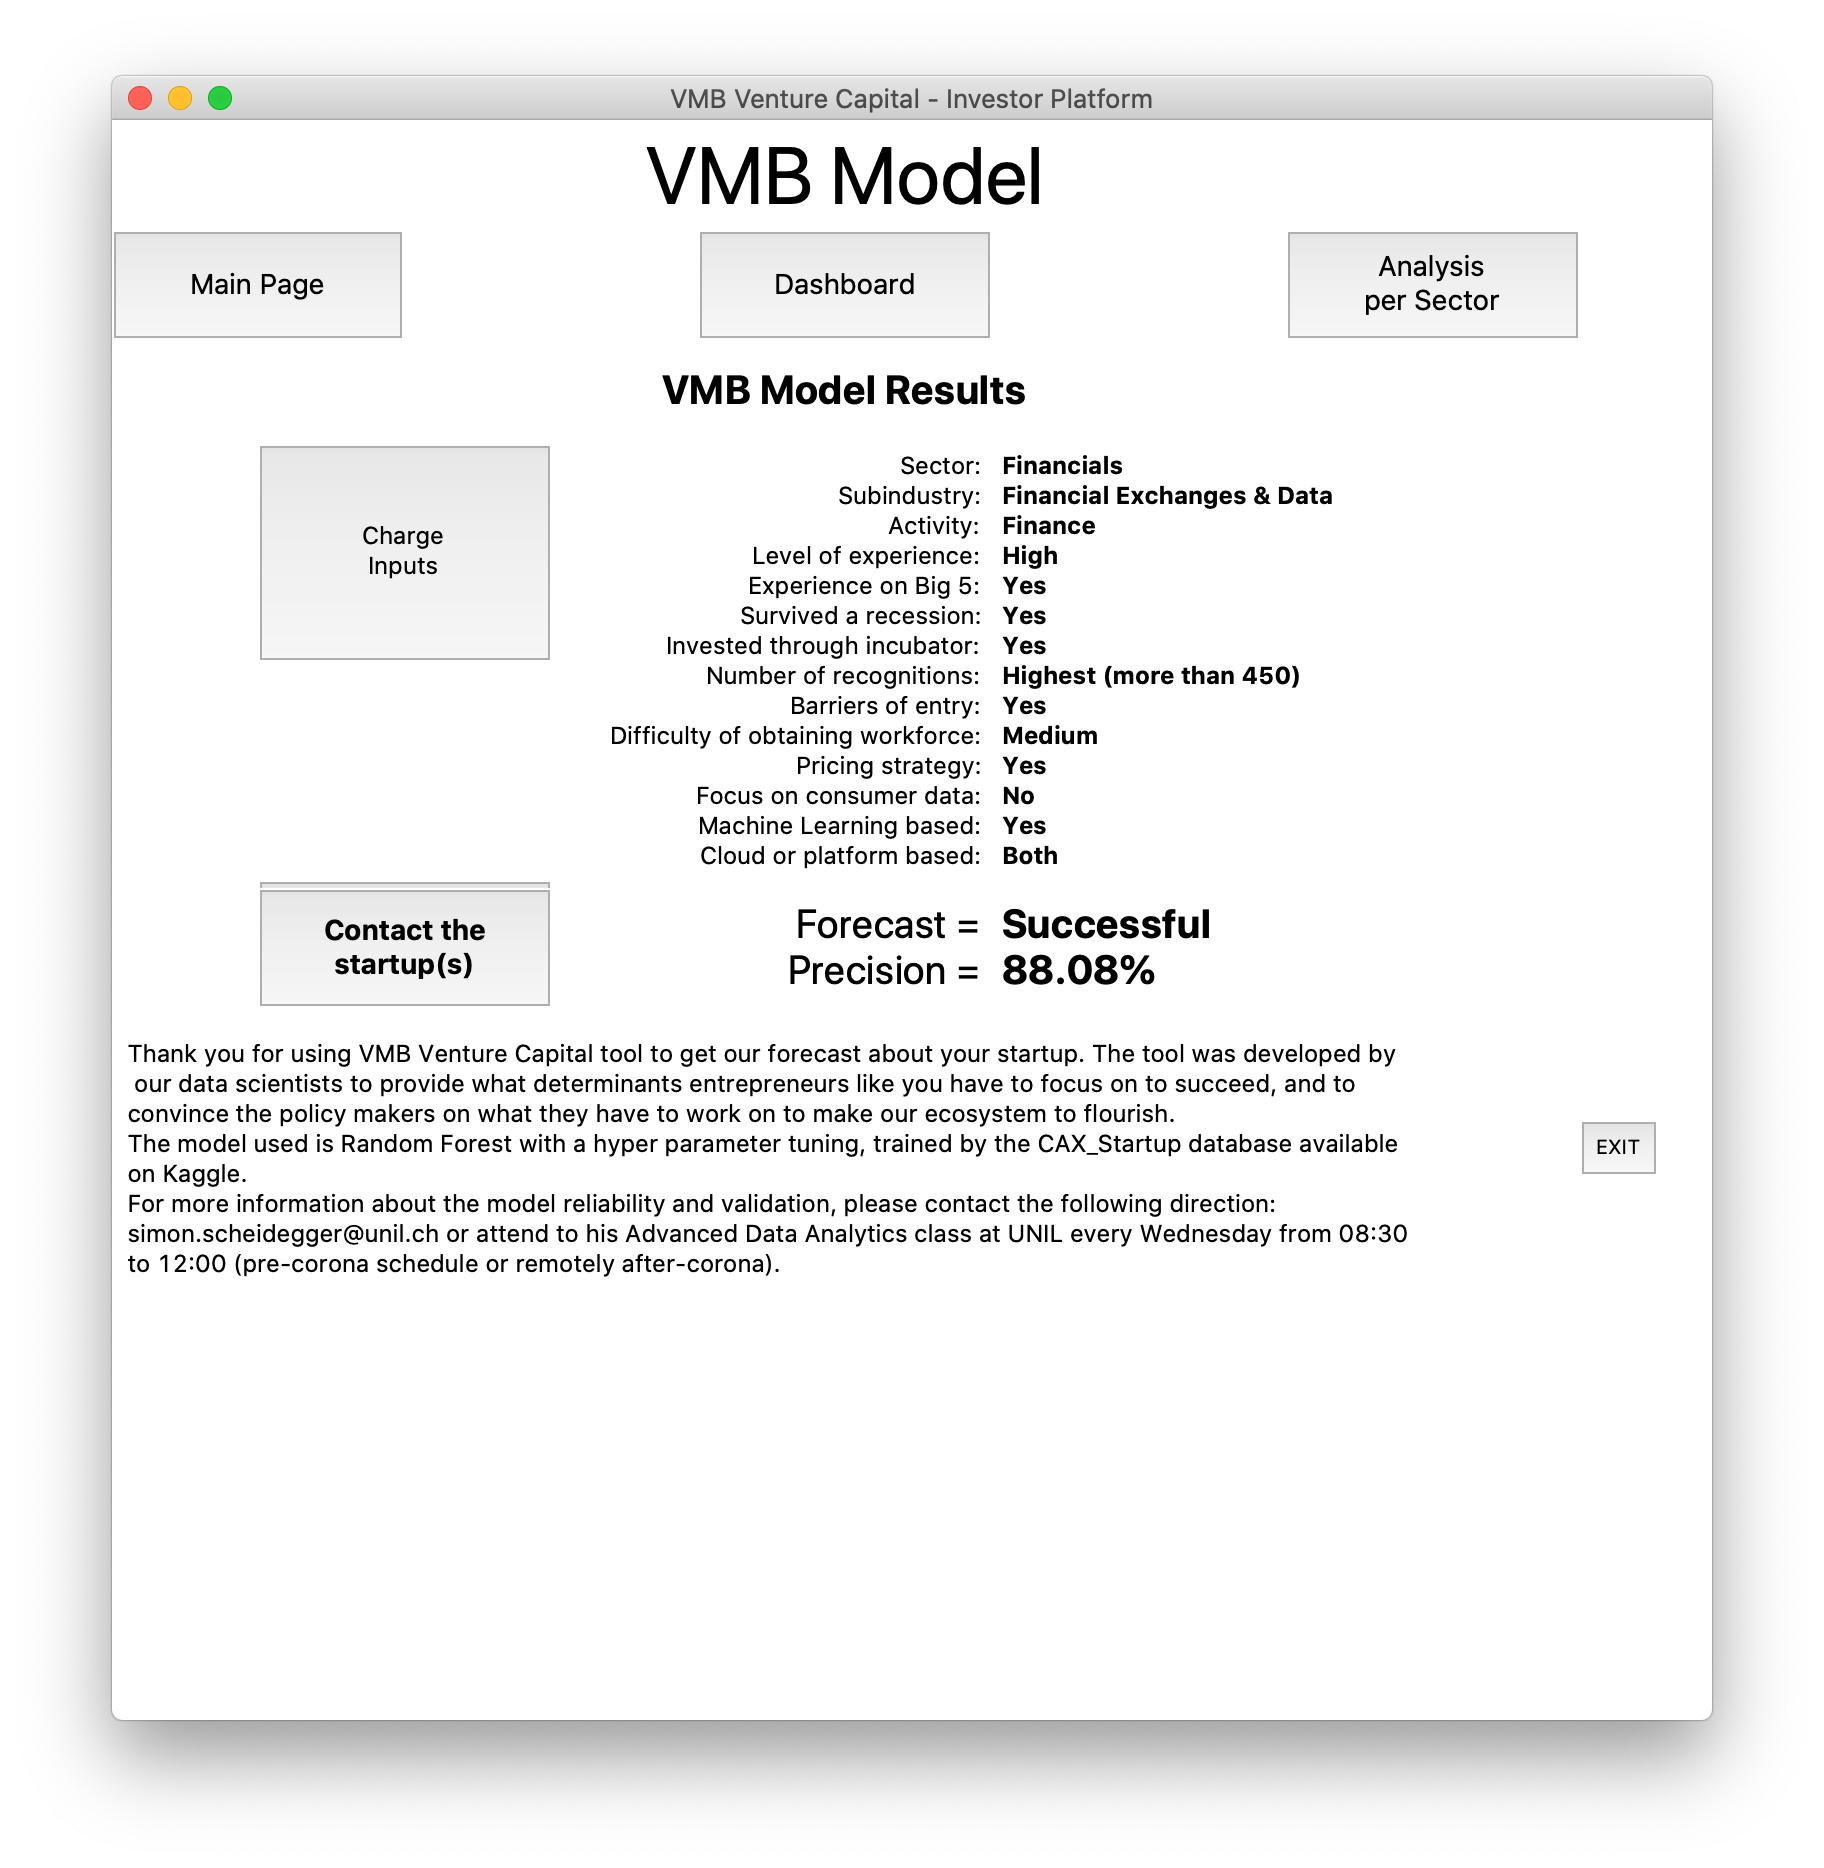 VMB Venture Capital - Investor Platform
VMB Model
Main Page
Dashboard
Analysis
per Sector
VMB Model Results
Charge
Inputs
Sector: Financials
Subindustry: Financial Exchanges & Data
Activity: Finance
Level of experience: High
Experience on Big 5: Yes
Survived a recession: Yes
Invested through incubator: Yes
Number of recognitions: Highest (more than 450)
Barriers of entry: Yes
Difficulty of obtaining workforce: Medium
Pricing strategy: Yes
Focus on consumer data: No
Machine Learning based: Yes
Cloud or platform based: Both
Contact the
startup(s)
Forecast = Successful
Precision = 88.08%
Thank you for using VMB Venture Capital tool to get our forecast about your startup. The tool was developed by
our data scientists to provide what determinants entrepreneurs like you have to focus on to succeed, and to
convince the policy makers on what they have to work on to make our ecosystem to flourish.
The model used is Random Forest with a hyper parameter tuning, trained by the CAX_Startup database available
on Kaggle.
For more information about the model reliability and validation, please contact the following direction:
simon.scheidegger@unil.ch or attend to his Advanced Data Analytics class at UNIL every Wednesday from 08:30
to 12:00 (pre-corona schedule or remotely after-corona).
EXIT